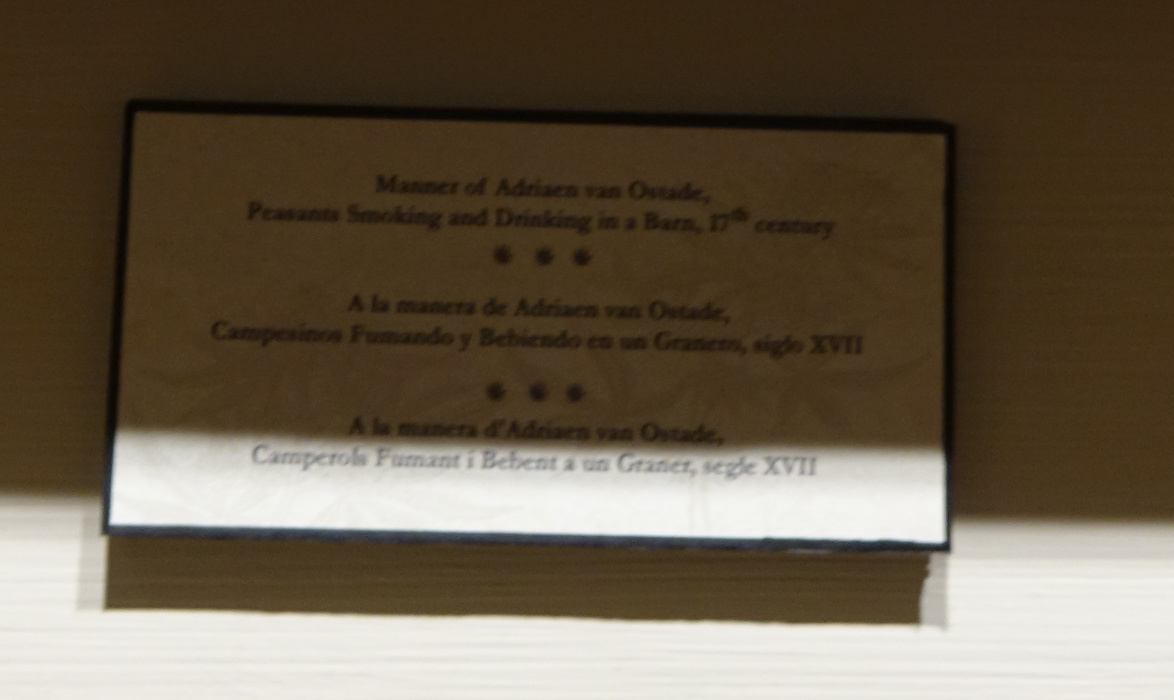 Manner of Adriaen van Ostade,
Peasants Smoking and Drinking in a Barn, 17th century
A la manera de Adriaen van Ostade,
Campesinos Fumando y Bebiendo en un Granero, siglo XVII
A la manera d'Adriaen van Ostade,
Camperols Fumant i Bebent a un Graner, segle XVII